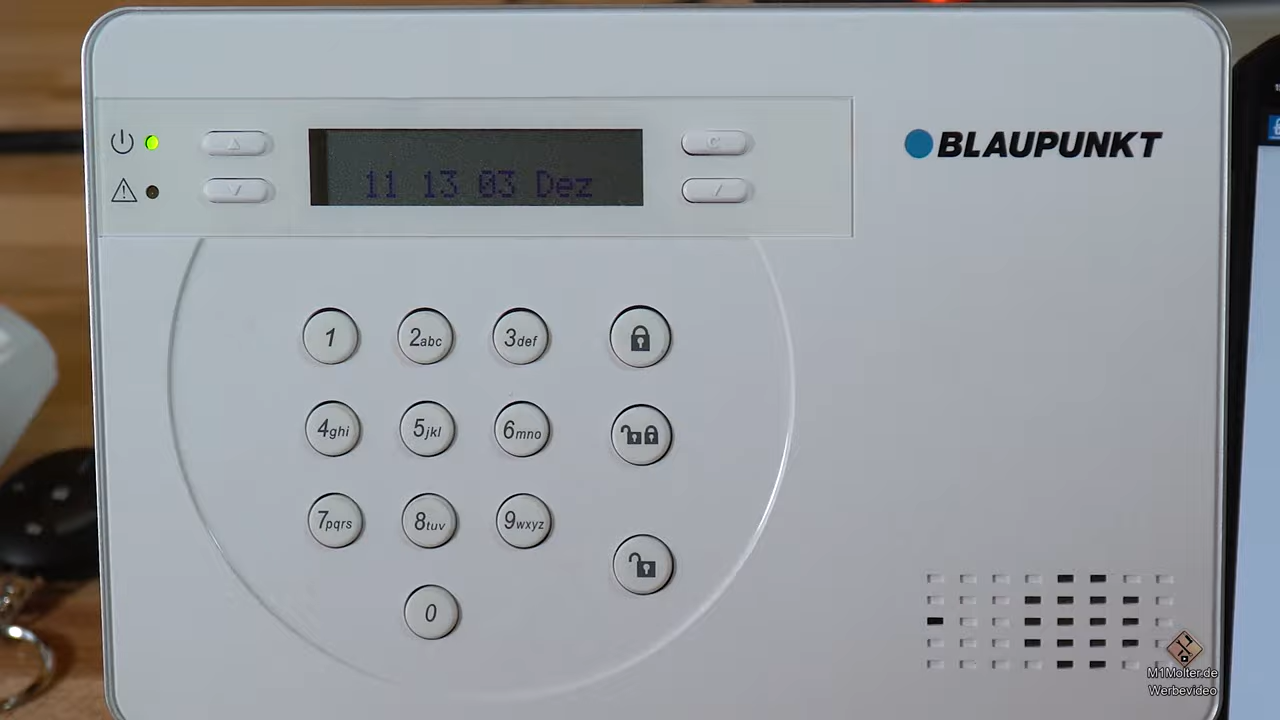 BLAUPUNKT
11 13 03 Dez
C
1 2abc 3def
4ghi 5jkl 6mno
7pqrs 8tuv 9wxyz
0
M1Molter.de
Werbevideo